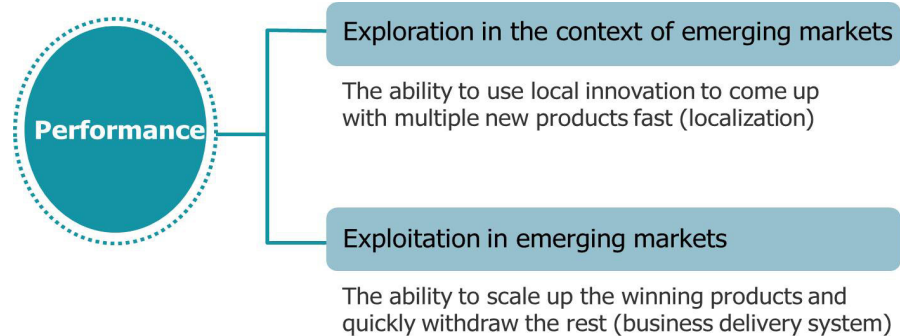 Performance
Exploration in the context of emerging markets
The ability to use local innovation to come up
with multiple new products fast (localization)
Exploitation in emerging markets
The ability to scale up the winning products and
quickly withdraw the rest (business delivery system)